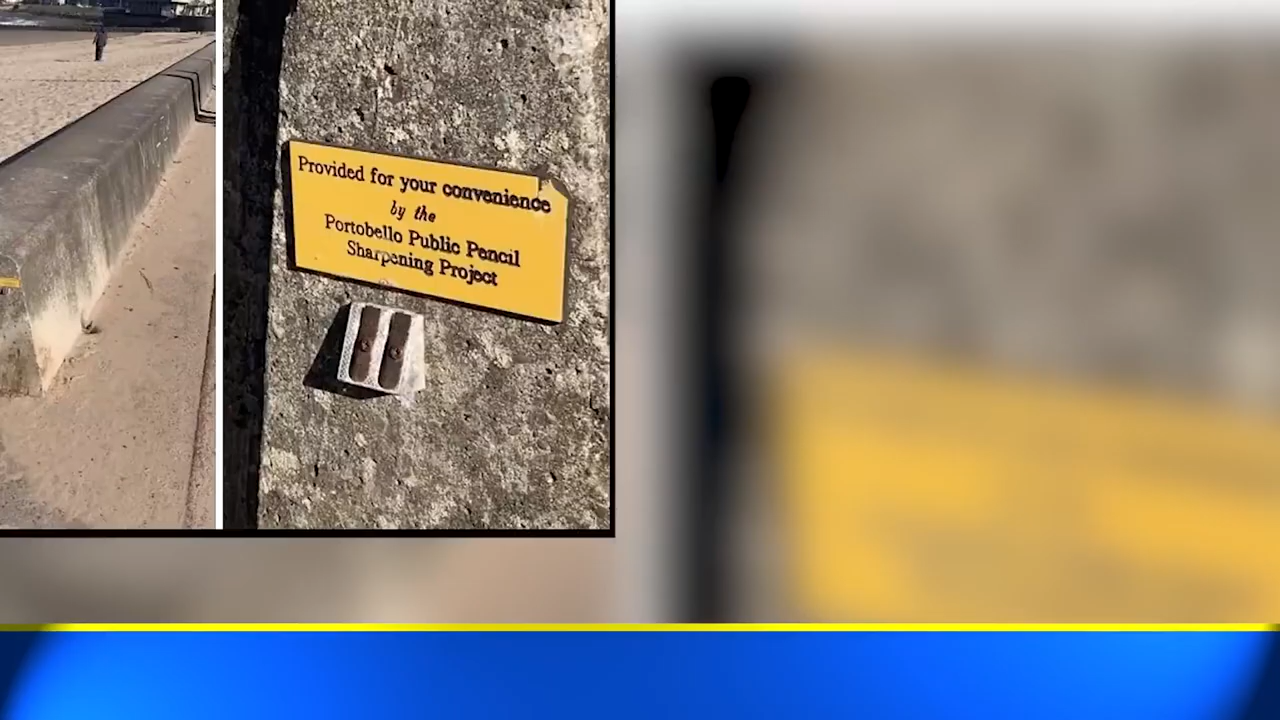 Provided for your convenience
by the
Portobello Public Pencil
Sharpening Project